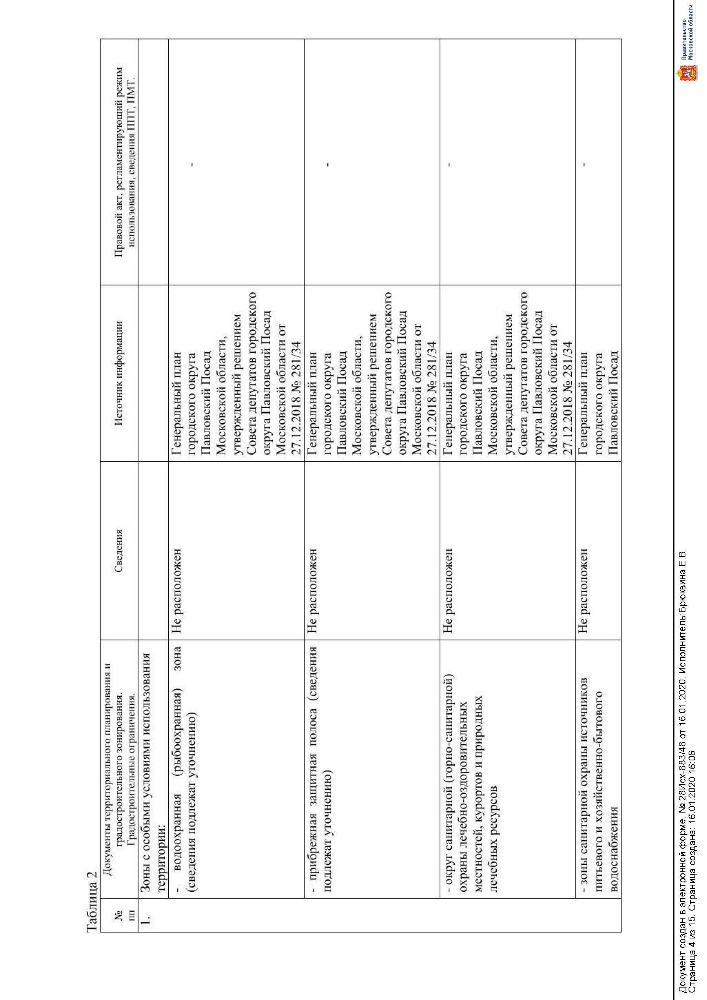 Таблица 2
№
пп
Документы территориального планирования и
градостроительного зонирования.
Градостроительные ограничения.
Сведения
Источник информации
Правовой акт, регламентирующий режим
использования, сведения ППТ, ПМТ.
1.
Зоны с особыми условиями использования
территории:
- водоохранная (рыбоохранная) зона
(сведения подлежат уточнению)
Не расположен
Генеральный план
городского округа
Павловский Посад
Московской области,
утвержденный решением
Совета депутатов городского
округа Павловский Посад
Московской области от
27.12.2018 № 281/34
-
- прибрежная защитная полоса (сведения
подлежат уточнению)
Не расположен
Генеральный план
городского округа
Павловский Посад
Московской области,
утвержденный решением
Совета депутатов городского
округа Павловский Посад
Московской области от
27.12.2018 № 281/34
-
- округ санитарной (горно-санитарной)
охраны лечебно-оздоровительных
местностей, курортов и природных
лечебных ресурсов
Не расположен
Генеральный план
городского округа
Павловский Посад
Московской области,
утвержденный решением
Совета депутатов городского
округа Павловский Посад
Московской области от
27.12.2018 № 281/34
-
- зоны санитарной охраны источников
питьевого и хозяйственно-бытового
водоснабжения
Не расположен
Генеральный план
городского округа
Павловский Посад
-
Документ создан в электронной форме. № 28Исх-883/48 от 16.01.2020. Исполнитель:Брюквина Е.В.
Страница 4 из 15. Страница создана: 16.01.2020 16:06
Правительство
Московской области